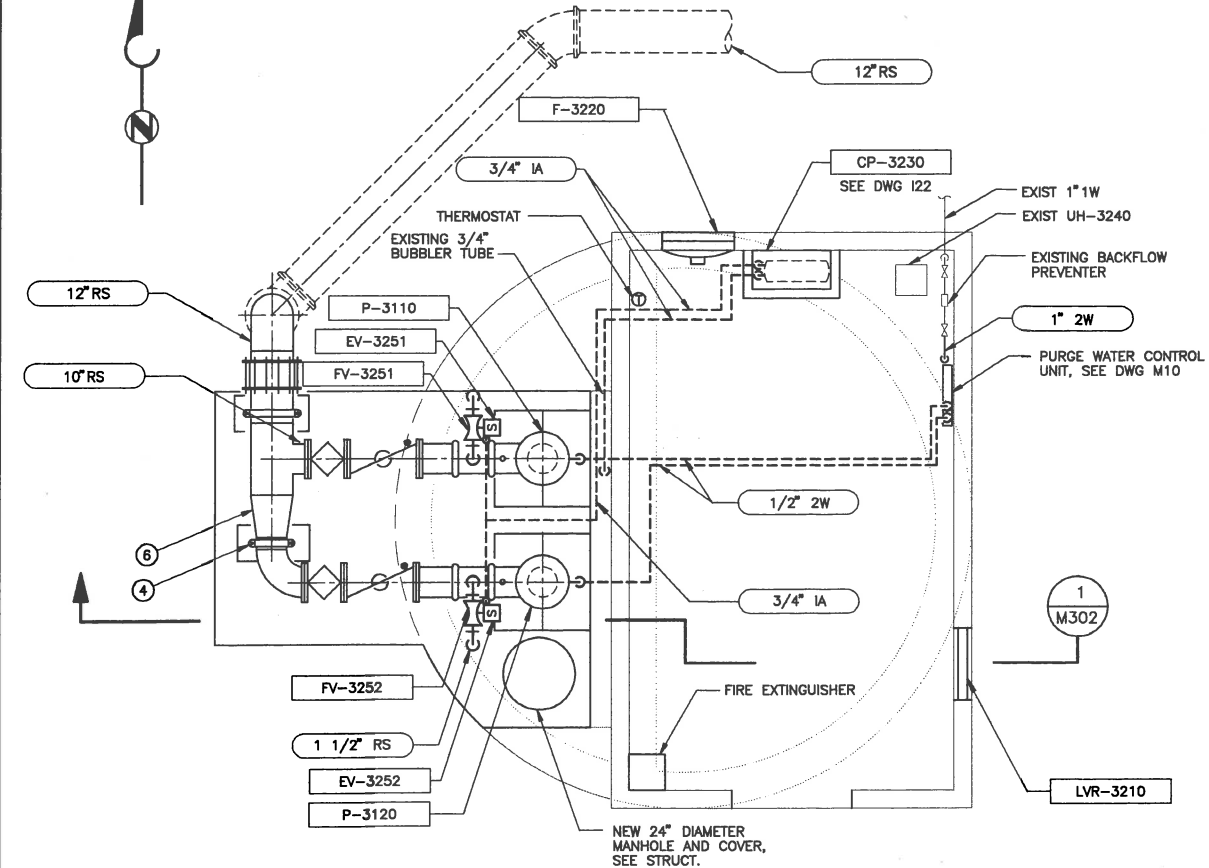 12"RS
F-3220
3/4" IA
CP-3230
SEE DWG I22
THERMOSTAT
EXISTING 3/4"
BUBBLER TUBE
EXIST 1" 1W
EXIST UH-3240
EXISTING BACKFLOW
PREVENTER
N
12"RS
P-3110
EV-3251
FV-3251
10"RS
T
1" 2W
PURGE WATER CONTROL
UNIT, SEE DWG M10
S
1/2" 2W
6
4
S
3/4" IA
1
M302
FV-3252
FIRE EXTINGUISHER
1 1/2" RS
EV-3252
P-3120
LVR-3210
NEW 24" DIAMETER
MANHOLE AND COVER,
SEE STRUCT.